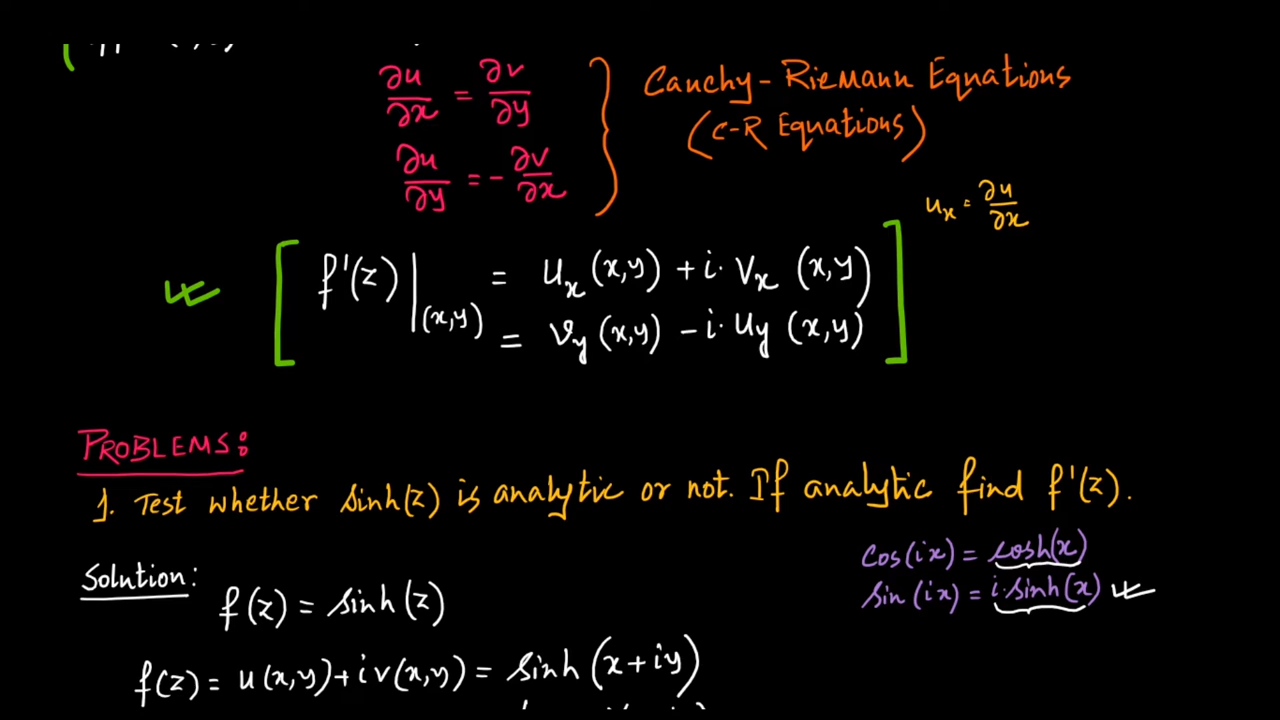 ∂u/∂x = ∂v/∂y
∂u/∂y = - ∂v/∂x
Cauchy - Riemann Equations
(C-R Equations)
u_x = ∂u/∂x
f'(z)|_(x,y) = u_x (x,y) + i· v_x (x,y)
= v_y (x,y) - i· u_y (x,y)
PROBLEMS:
1. Test whether sinh(z) is analytic or not. If analytic find f'(z).
Solution:
cos(ix) = cosh(x)
sin(ix) = i·sinh(x)
f(z) = sinh(z)
f(z) = u(x,y) + i v(x,y) = sinh (x + iy)